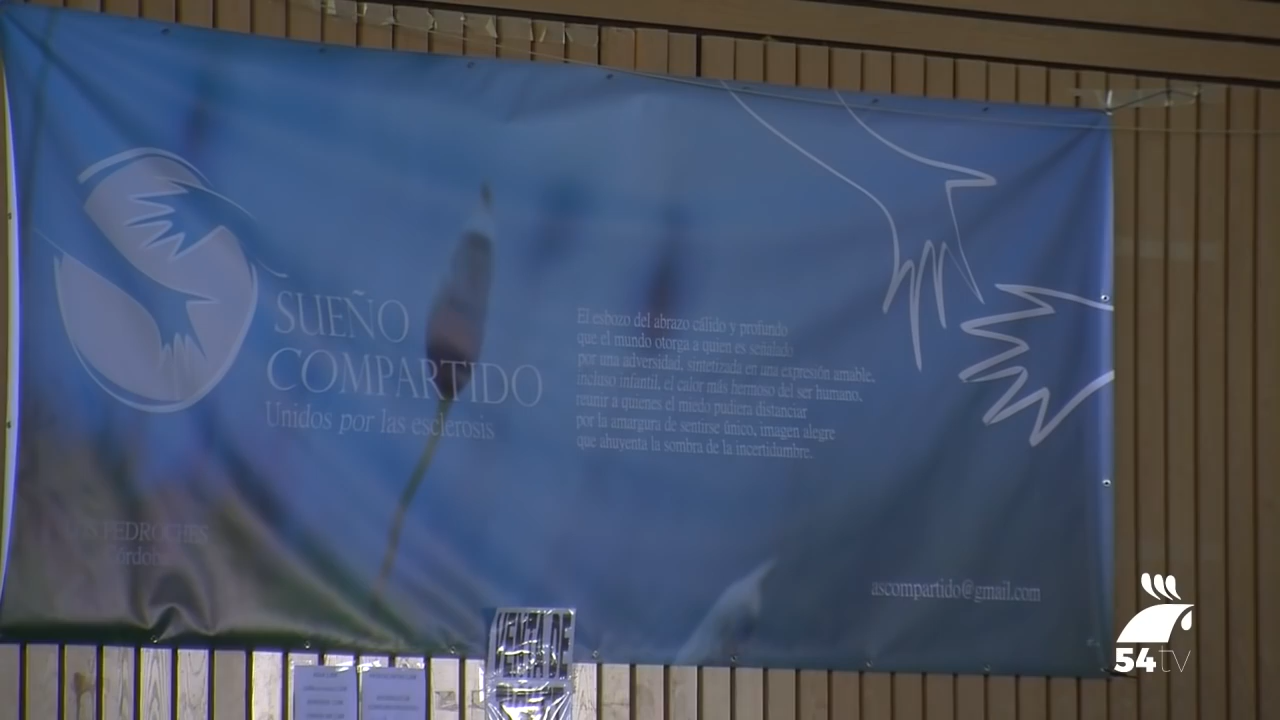 SUEÑO
COMPARTIDO
Unidos por las esclerosis
El esbozo del abrazo cálido y profundo
que el mundo otorga a quien es señalado
por una adversidad, sintetizada en una expresión amable,
incluso infantil, el calor más hermoso del ser humano,
reunir a quienes el miedo pudiera distanciar
por la amargura de sentirse único, imagen alegre
que ahuyenta la sombra de la incertidumbre.
PEDROCHES
Córdoba
ascompartido@gmail.com
VENTA DE
54tv